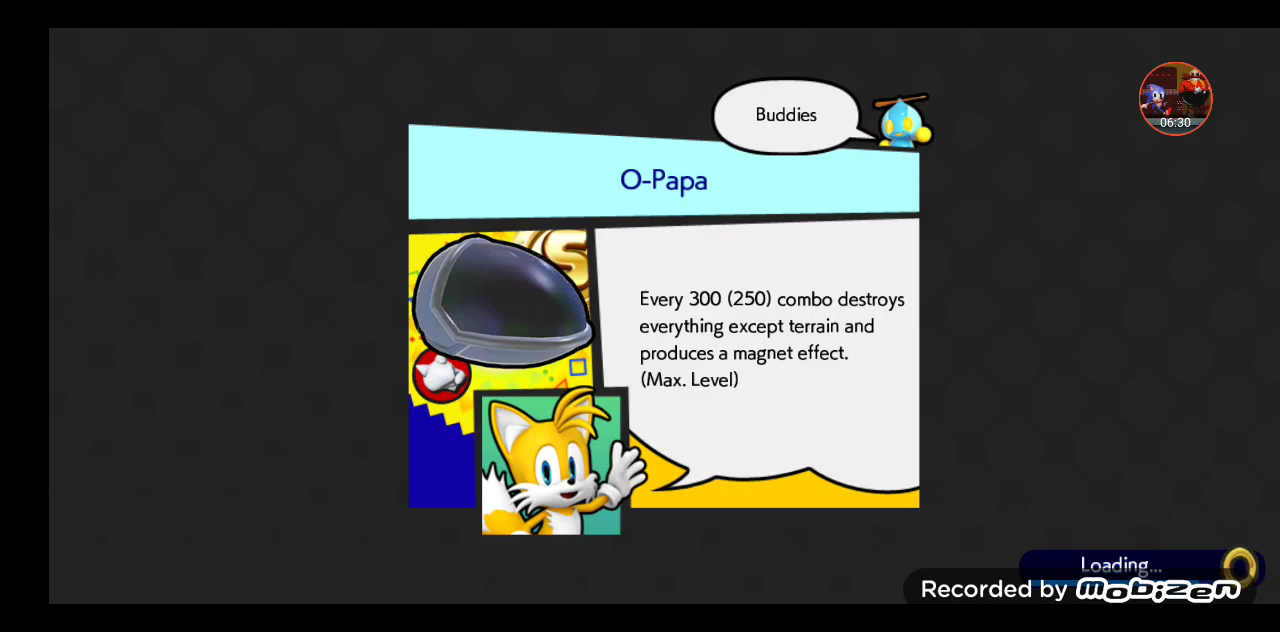 Buddies
06:30
O-Papa
Every 300 (250) combo destroys
everything except terrain and
produces a magnet effect.
(Max. Level)
Loading...
Recorded by MOBIZEN